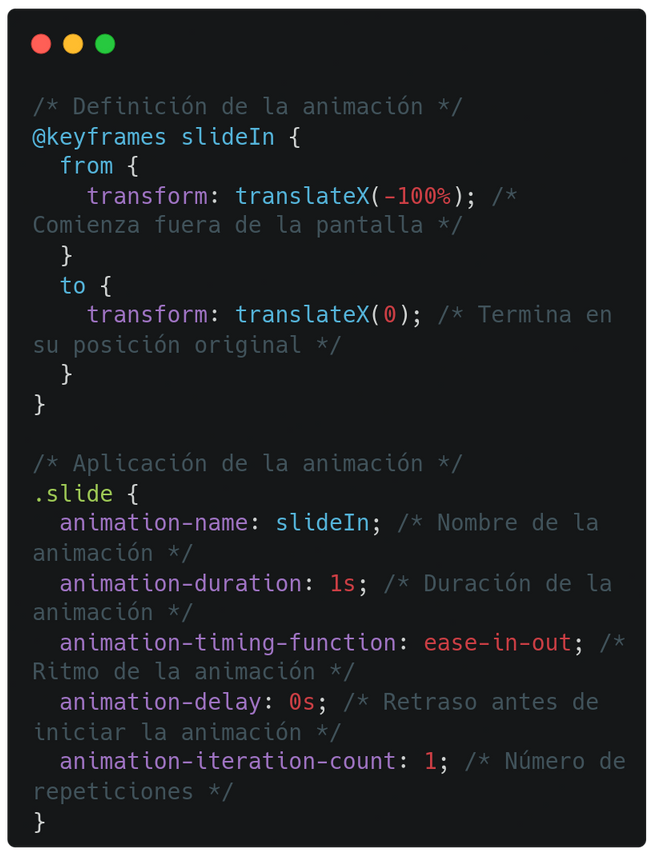 /* Definición de la animación */
@keyframes slideIn {
  from {
    transform: translateX(-100%); /*
Comienza fuera de la pantalla */
  }
  to {
    transform: translateX(0); /* Termina en
su posición original */
  }
}

/* Aplicación de la animación */
.slide {
  animation-name: slideIn; /* Nombre de la
animación */
  animation-duration: 1s; /* Duración de la
animación */
  animation-timing-function: ease-in-out; /*
Ritmo de la animación */
  animation-delay: 0s; /* Retraso antes de
iniciar la animación */
  animation-iteration-count: 1; /* Número de
repeticiones */
}